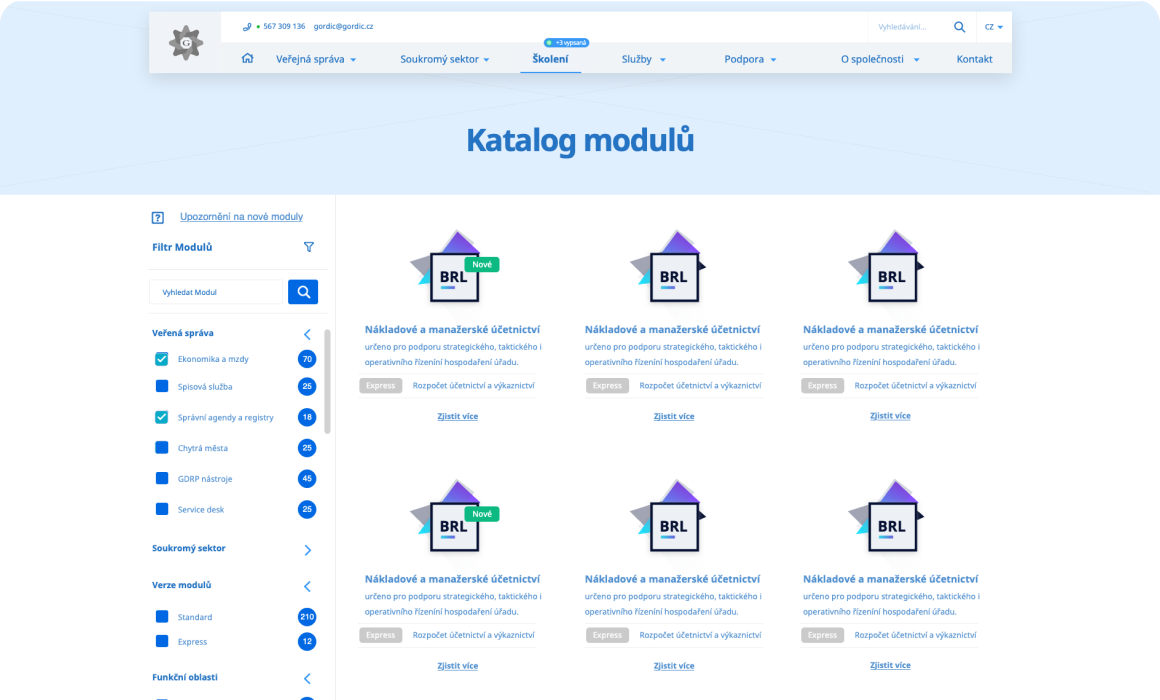 567 309 136 gordic@gordic.cz
Vyhledávání...
CZ
G
+3 vypsaná
Veřejná správa
Soukromý sektor
Školení
Služby
Podpora
O společnosti
Kontakt
Katalog modulů
? Upozornění na nové moduly
Filtr Modulů
Vyhledat Modul
Veřená správa
Ekonomika a mzdy 70
Spisová služba 25
Správní agendy a registry 18
Chytrá města 25
GDRP nástroje 45
Service desk 25
Soukromý sektor
Verze modulů
Standard 210
Express 12
Funkční oblasti
Nové
BRL
Nákladové a manažerské účetnictví
určeno pro podporu strategického, taktického i
operativního řízeníní hospodaření úřadu.
Express Rozpočet účetnictví a výkaznictví
Zjistit více
BRL
Nákladové a manažerské účetnictví
určeno pro podporu strategického, taktického i
operativního řízeníní hospodaření úřadu.
Express Rozpočet účetnictví a výkaznictví
Zjistit více
BRL
Nákladové a manažerské účetnictví
určeno pro podporu strategického, taktického i
operativního řízeníní hospodaření úřadu.
Express Rozpočet účetnictví a výkaznictví
Zjistit více
Nové
BRL
Nákladové a manažerské účetnictví
určeno pro podporu strategického, taktického i
operativního řízeníní hospodaření úřadu.
Express Rozpočet účetnictví a výkaznictví
Zjistit více
BRL
Nákladové a manažerské účetnictví
určeno pro podporu strategického, taktického i
operativního řízeníní hospodaření úřadu.
Express Rozpočet účetnictví a výkaznictví
Zjistit více
BRL
Nákladové a manažerské účetnictví
určeno pro podporu strategického, taktického i
operativního řízeníní hospodaření úřadu.
Express Rozpočet účetnictví a výkaznictví
Zjistit více